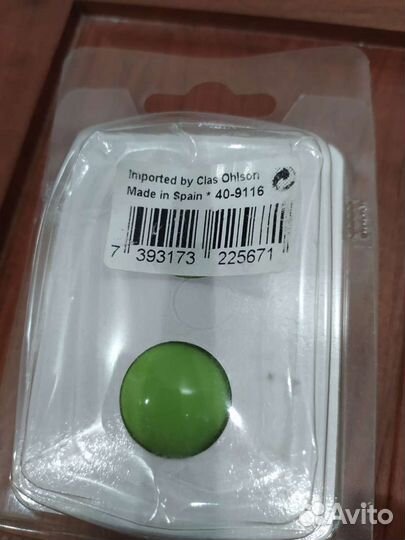 Imported by Clas Ohlson
Made in Spain * 40-9116
7 393173 225671
Avito